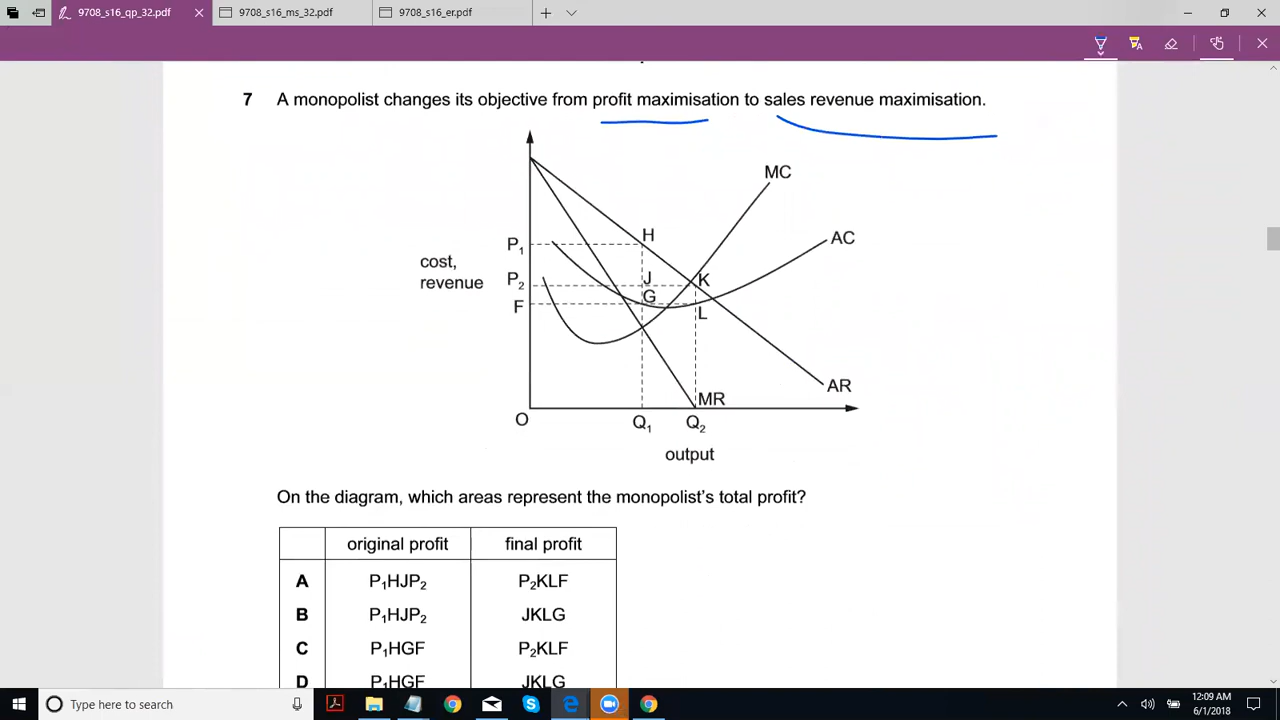 9708_s16_qp_32.pdf
9708_s16_ms_32.pdf
9708_s16_er.pdf
7 A monopolist changes its objective from profit maximisation to sales revenue maximisation.
MC
H
AC
P₁
cost,
revenue
J
K
P₂
G
F
L
AR
MR
O
Q₁
Q₂
output
On the diagram, which areas represent the monopolist's total profit?
original profit final profit
A P₁HJP₂ P₂KLF
B P₁HJP₂ JKLG
C P₁HGF P₂KLF
D P₁HGF JKLG
Type here to search
12:09 AM
6/1/2018